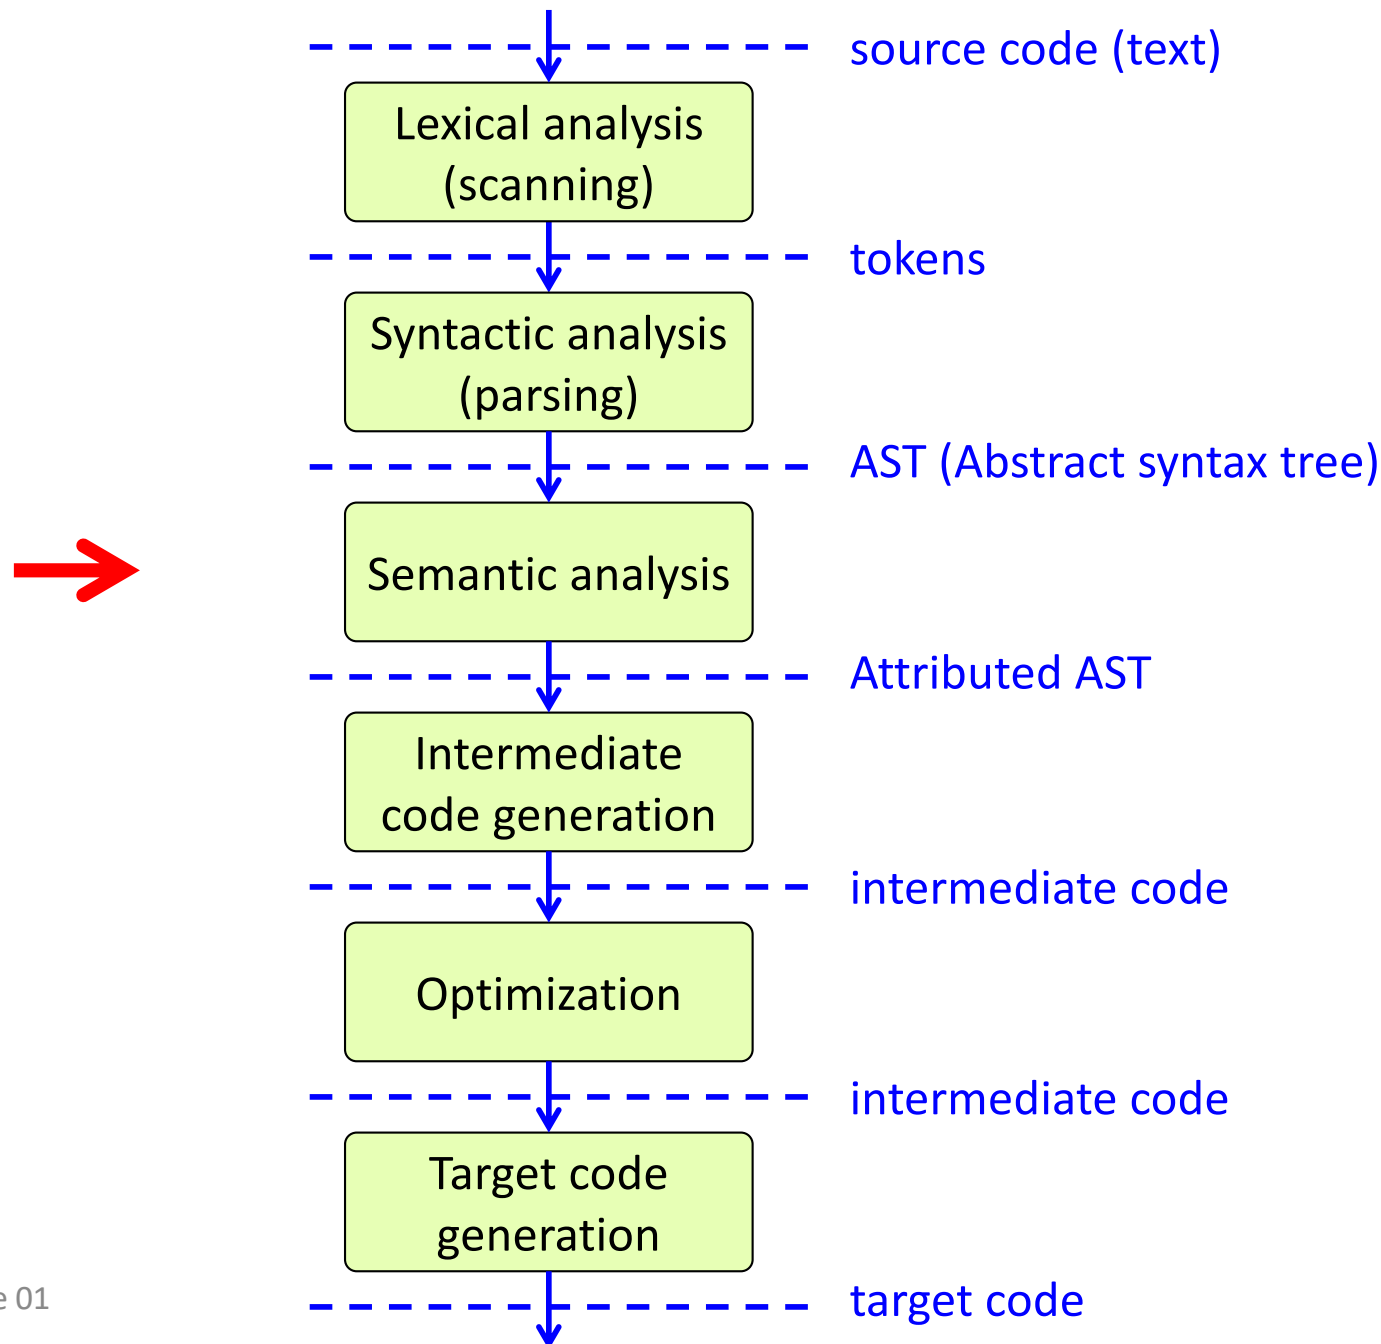 source code (text)
Lexical analysis
(scanning)
tokens
Syntactic analysis
(parsing)
AST (Abstract syntax tree)
Semantic analysis
Attributed AST
Intermediate
code generation
intermediate code
Optimization
intermediate code
Target code
generation
target code
01